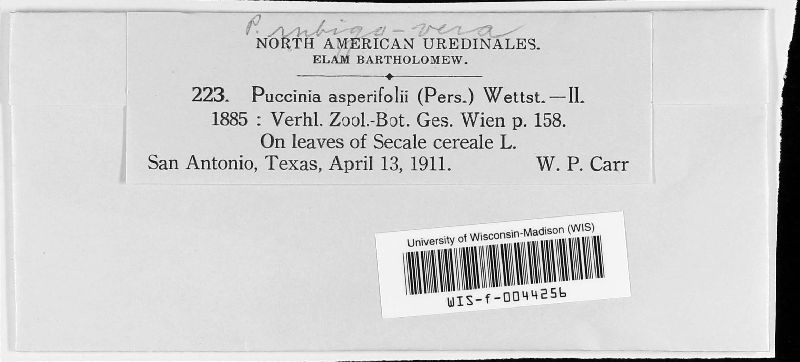 P. rubigo-vera
NORTH AMERICAN UREDINALES.
ELAM BARTHOLOMEW.
223. Puccinia asperifolii (Pers.) Wettst.—II.
1885 : Verhl. Zool.-Bot. Ges. Wien p. 158.
On leaves of Secale cereale L.
San Antonio, Texas, April 13, 1911. W. P. Carr
University of Wisconsin-Madison (WIS)
WIS-f-0044256